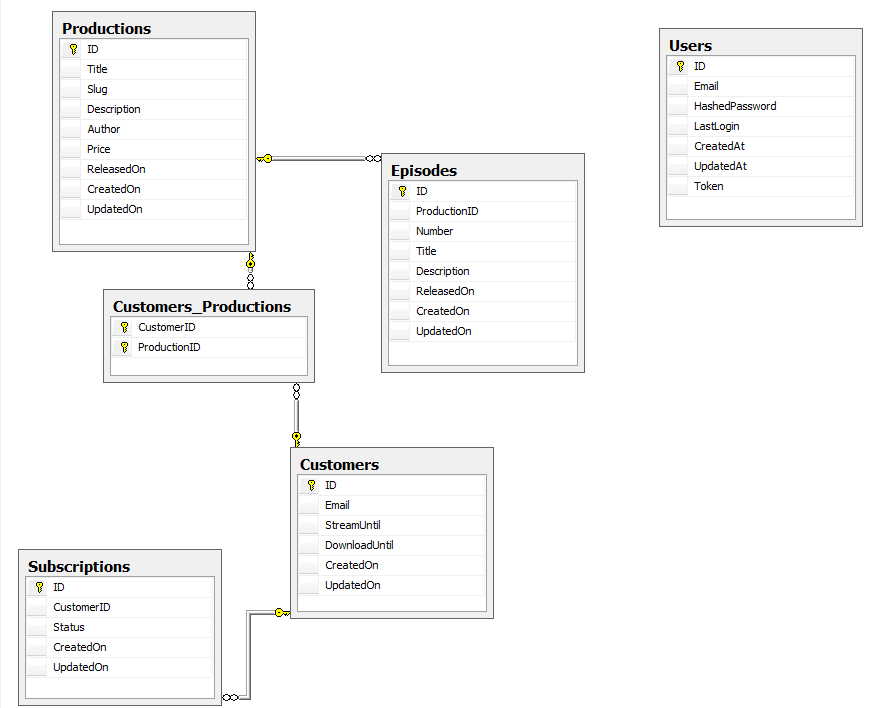 Productions
ID
Title
Slug
Description
Author
Price
ReleasedOn
CreatedOn
UpdatedOn
Users
ID
Email
HashedPassword
LastLogin
CreatedAt
UpdatedAt
Token
Episodes
ID
ProductionID
Number
Title
Description
ReleasedOn
CreatedOn
UpdatedOn
Customers_Productions
CustomerID
ProductionID
Customers
ID
Email
StreamUntil
DownloadUntil
CreatedOn
UpdatedOn
Subscriptions
ID
CustomerID
Status
CreatedOn
UpdatedOn